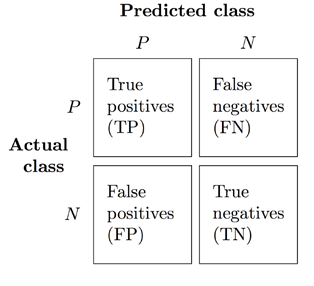 Predicted class
P N
P
True
positives
(TP)
False
negatives
(FN)
Actual
class
N
False
positives
(FP)
True
negatives
(TN)